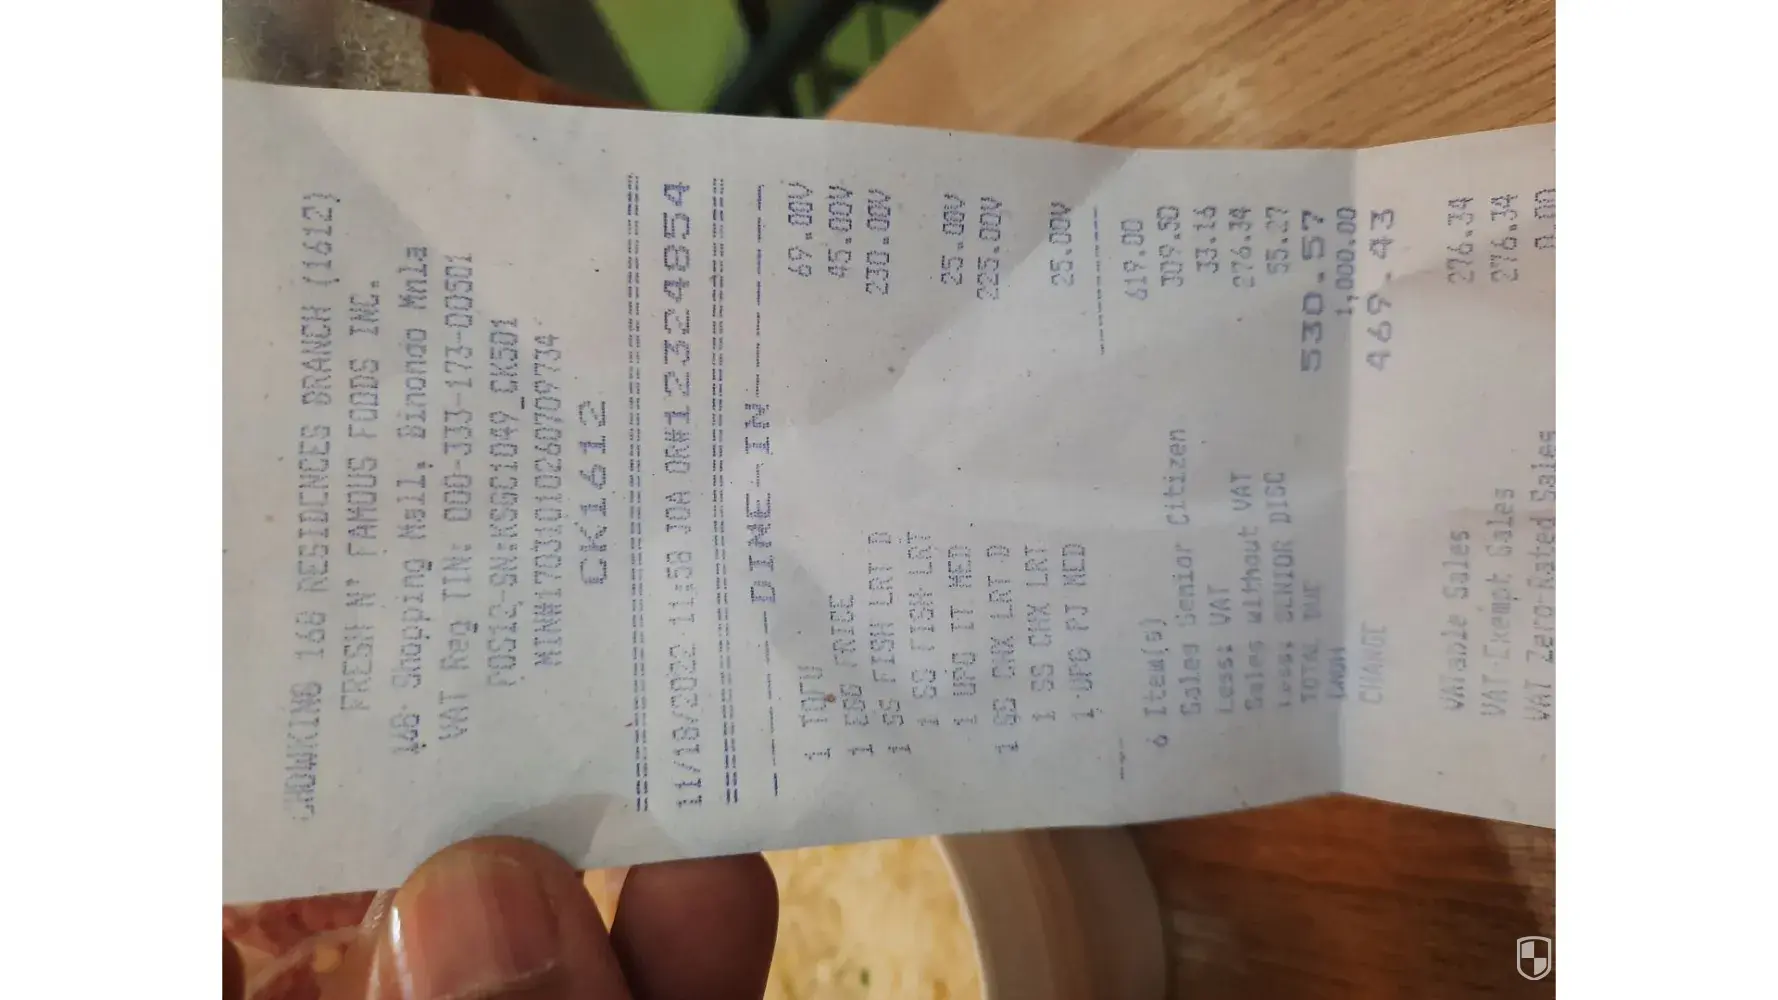 CHOWKING 168 RESIDENCES BRANCH (1612)
FRESH N' FAMOUS FOODS INC.
168 Shopping Mall, Binondo Mnla
VAT Reg TIN: 000-333-173-00501
POS12-SN:KSGC1049_CK501
MIN#17031010260709734
CK1612
11/18/2022 11:58 JOA OR#1232484854
DINE-IN
1 TOFU 69.00V
1 EGG FRICE 45.00V
1 SS FISH LRT D 230.00V
1 SS FISH LRT
1 UPG IT MED 25.00V
1 SS CHX LRT D 225.00V
1 SS CHX LRT
1 UPG PJ MED 25.00V
6 Item(s) 619.00
Sales Senior Citizen 309.50
Less: VAT 33.16
Sales without VAT 276.34
Less: SENIOR DISC 55.27
TOTAL DUE 530.57
CASH 1,000.00
CHANGE 469.43
VATable Sales 276.34
VAT-Exempt Sales 276.34
VAT Zero-Rated Sales 0.00